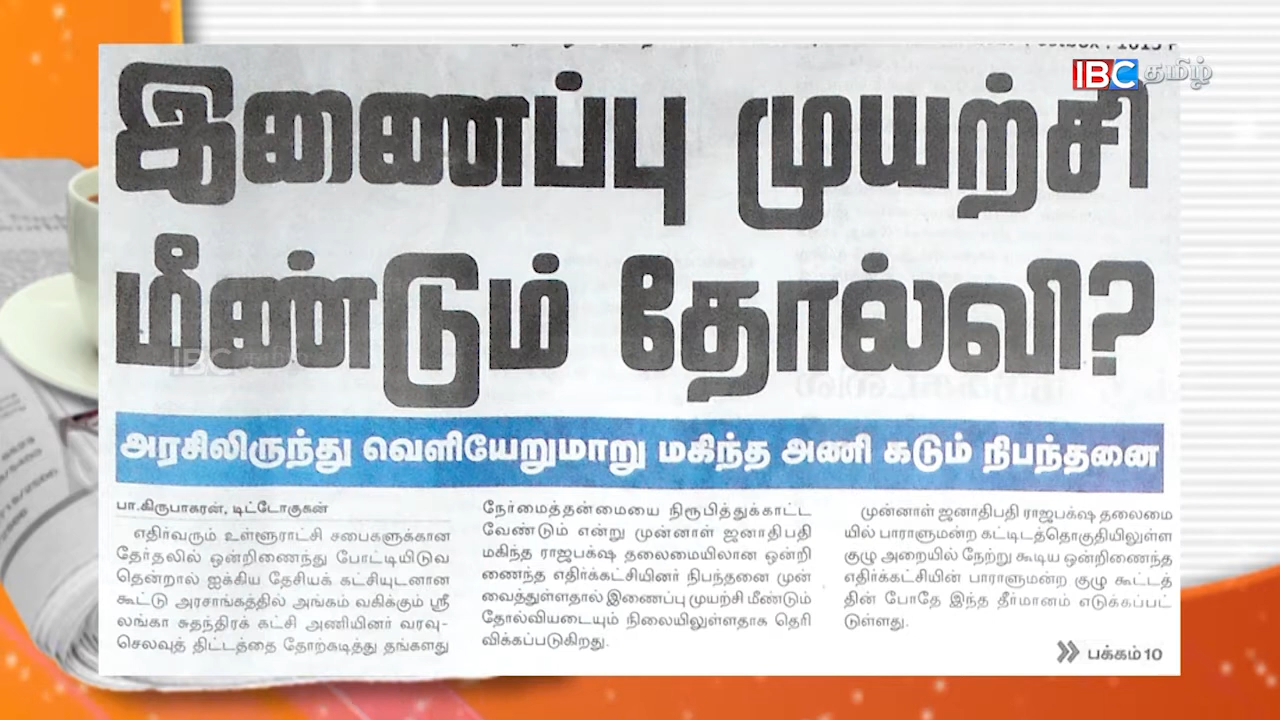 IBC தமிழ்
இணைப்பு முயற்சி
மீண்டும் தோல்வி?
அரசிலிருந்து வெளியேறுமாறு மகிந்த அணி கடும் நிபந்தனை
பா.கிருபாகரன், டிட்டோகுகன்
எதிர்வரும் உள்ளூராட்சி சபைகளுக்கான
தேர்தலில் ஒன்றிணைந்து போட்டியிடுவ
தென்றால் ஐக்கிய தேசியக் கட்சியுடனான
கூட்டு அரசாங்கத்தில் அங்கம் வகிக்கும் ஸ்ரீ
லங்கா சுதந்திரக் கட்சி அணியினர் வரவு-
செலவுத் திட்டத்தை தோற்கடித்து தங்களது
நேர்மைத்தன்மையை நிரூபித்துக்காட்ட
வேண்டும் என்று முன்னாள் ஜனாதிபதி
மகிந்த ராஜபக்ஷ தலைமையிலான ஒன்றி
ணைந்த எதிர்க்கட்சியினர் நிபந்தனை முன்
வைத்துள்ளதால் இணைப்பு முயற்சி மீண்டும்
தோல்வியடையும் நிலையிலுள்ளதாக தெரி
விக்கப்படுகிறது.
முன்னாள் ஜனாதிபதி ராஜபக்ஷ தலைமை
யில் பாராளுமன்ற கட்டிடத்தொகுதியிலுள்ள
குழு அறையில் நேற்று கூடிய ஒன்றிணைந்த
எதிர்க்கட்சியின் பாராளுமன்ற குழு கூட்டத்
தின் போதே இந்த தீர்மானம் எடுக்கப்பட்
டுள்ளது.
பக்கம் 10